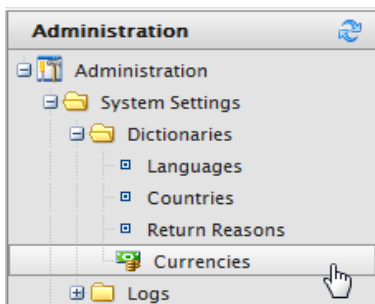 Administration
Administration
System Settings
Dictionaries
Languages
Countries
Return Reasons
Currencies
Logs